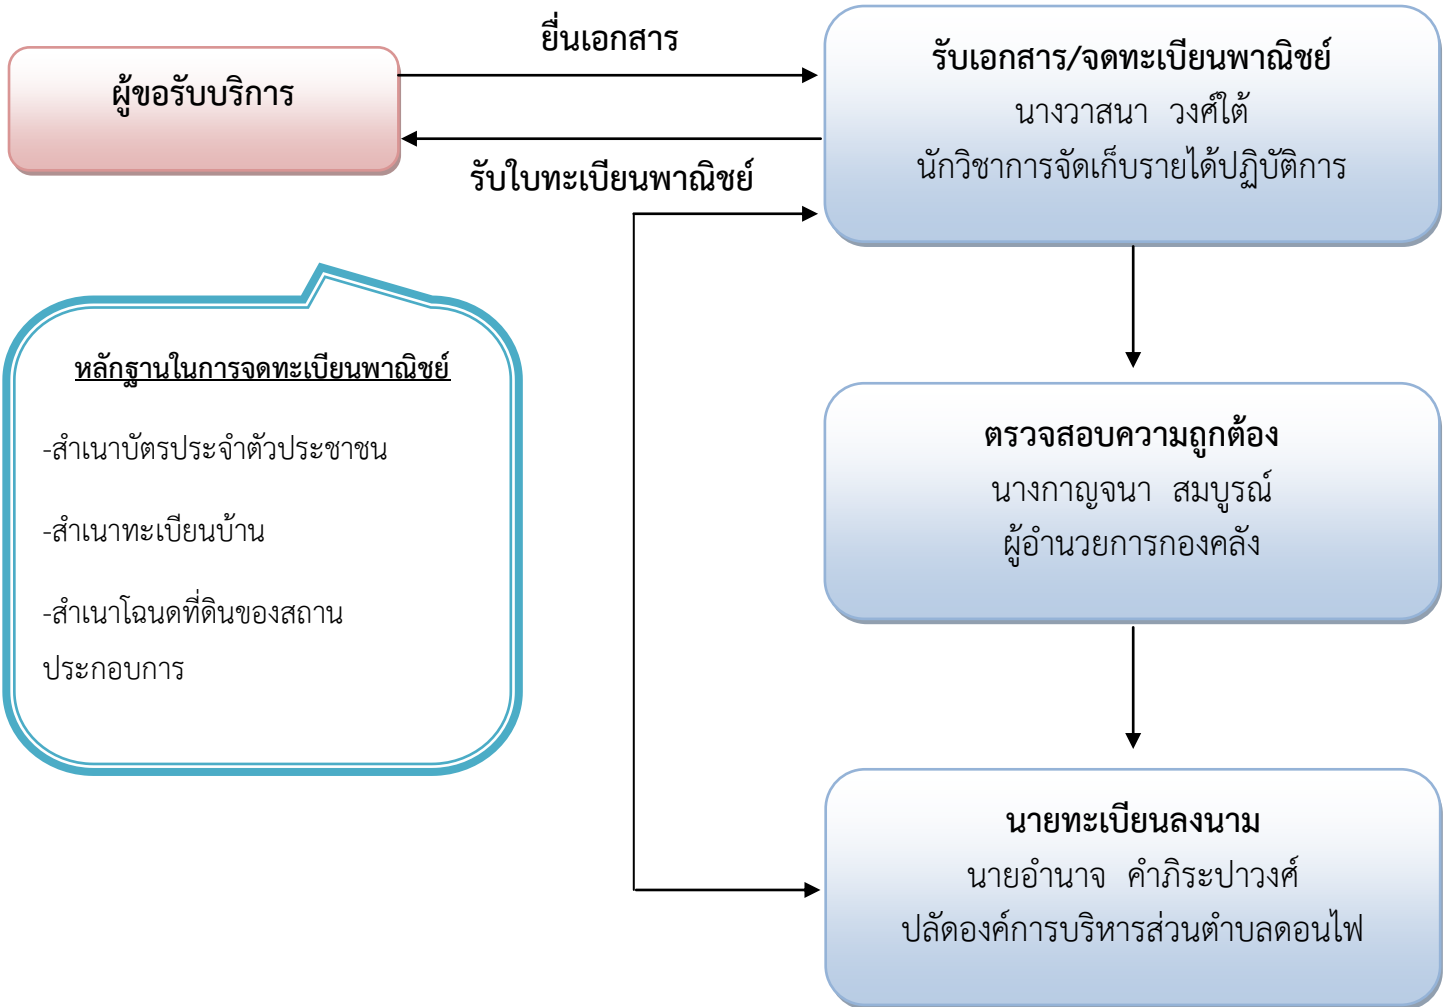 ยื่นเอกสาร
ผู้ขอรับบริการ
รับใบทะเบียนพาณิชย์
รับเอกสาร/จดทะเบียนพาณิชย์
นางวาสนา วงศ์ใต้
นักวิชาการจัดเก็บรายได้ปฏิบัติการ
หลักฐานในการจดทะเบียนพาณิชย์
-สำเนาบัตรประจำตัวประชาชน
-สำเนาทะเบียนบ้าน
-สำเนาโฉนดที่ดินของสถาน
ประกอบการ
ตรวจสอบความถูกต้อง
นางกาญจนา สมบูรณ์
ผู้อำนวยการกองคลัง
นายทะเบียนลงนาม
นายอำนาจ คำภิระปาวงศ์
ปลัดองค์การบริหารส่วนตำบลดอนไฟ